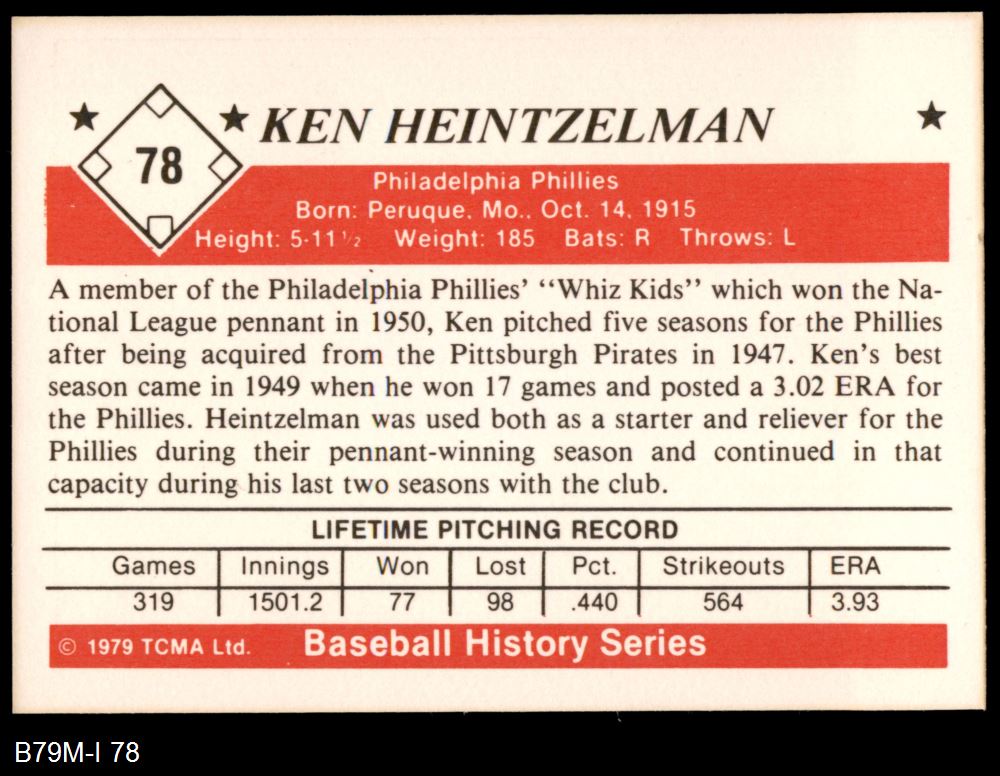 KEN HEINTZELMAN
78
Philadelphia Phillies
Born: Peruque, Mo., Oct. 14, 1915
Height: 5-11 1/2 Weight: 185 Bats: R Throws: L
A member of the Philadelphia Phillies' "Whiz Kids" which won the Na-
tional League pennant in 1950, Ken pitched five seasons for the Phillies
after being acquired from the Pittsburgh Pirates in 1947. Ken's best
season came in 1949 when he won 17 games and posted a 3.02 ERA for
the Phillies. Heintzelman was used both as a starter and reliever for the
Phillies during their pennant-winning season and continued in that
capacity during his last two seasons with the club.
LIFETIME PITCHING RECORD
Games Innings Won Lost Pct. Strikeouts ERA
319 1501.2 77 98 .440 564 3.93
© 1979 TCMA Ltd. Baseball History Series
B79M-I 78